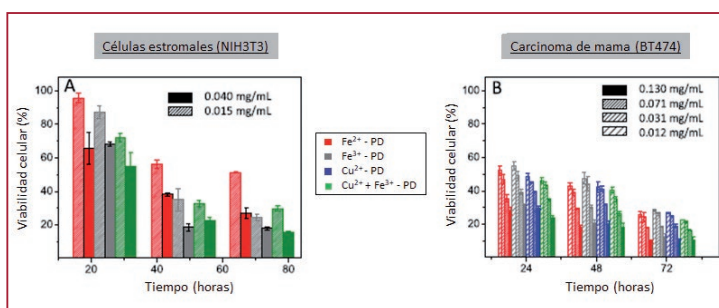 Células estromales (NIH3T3)
Carcinoma de mama (BT474)
A
0.040 mg/mL
0.015 mg/mL
Viabilidad celular (%)
100
80
60
40
20
0
20
40
60
80
Tiempo (horas)
Fe²⁺ - PD
Fe³⁺ - PD
Cu²⁺ - PD
Cu²⁺ + Fe³⁺ - PD
B
0.130 mg/mL
0.071 mg/mL
0.031 mg/mL
0.012 mg/mL
Viabilidad celular (%)
100
80
60
40
20
24
48
72
Tiempo (horas)